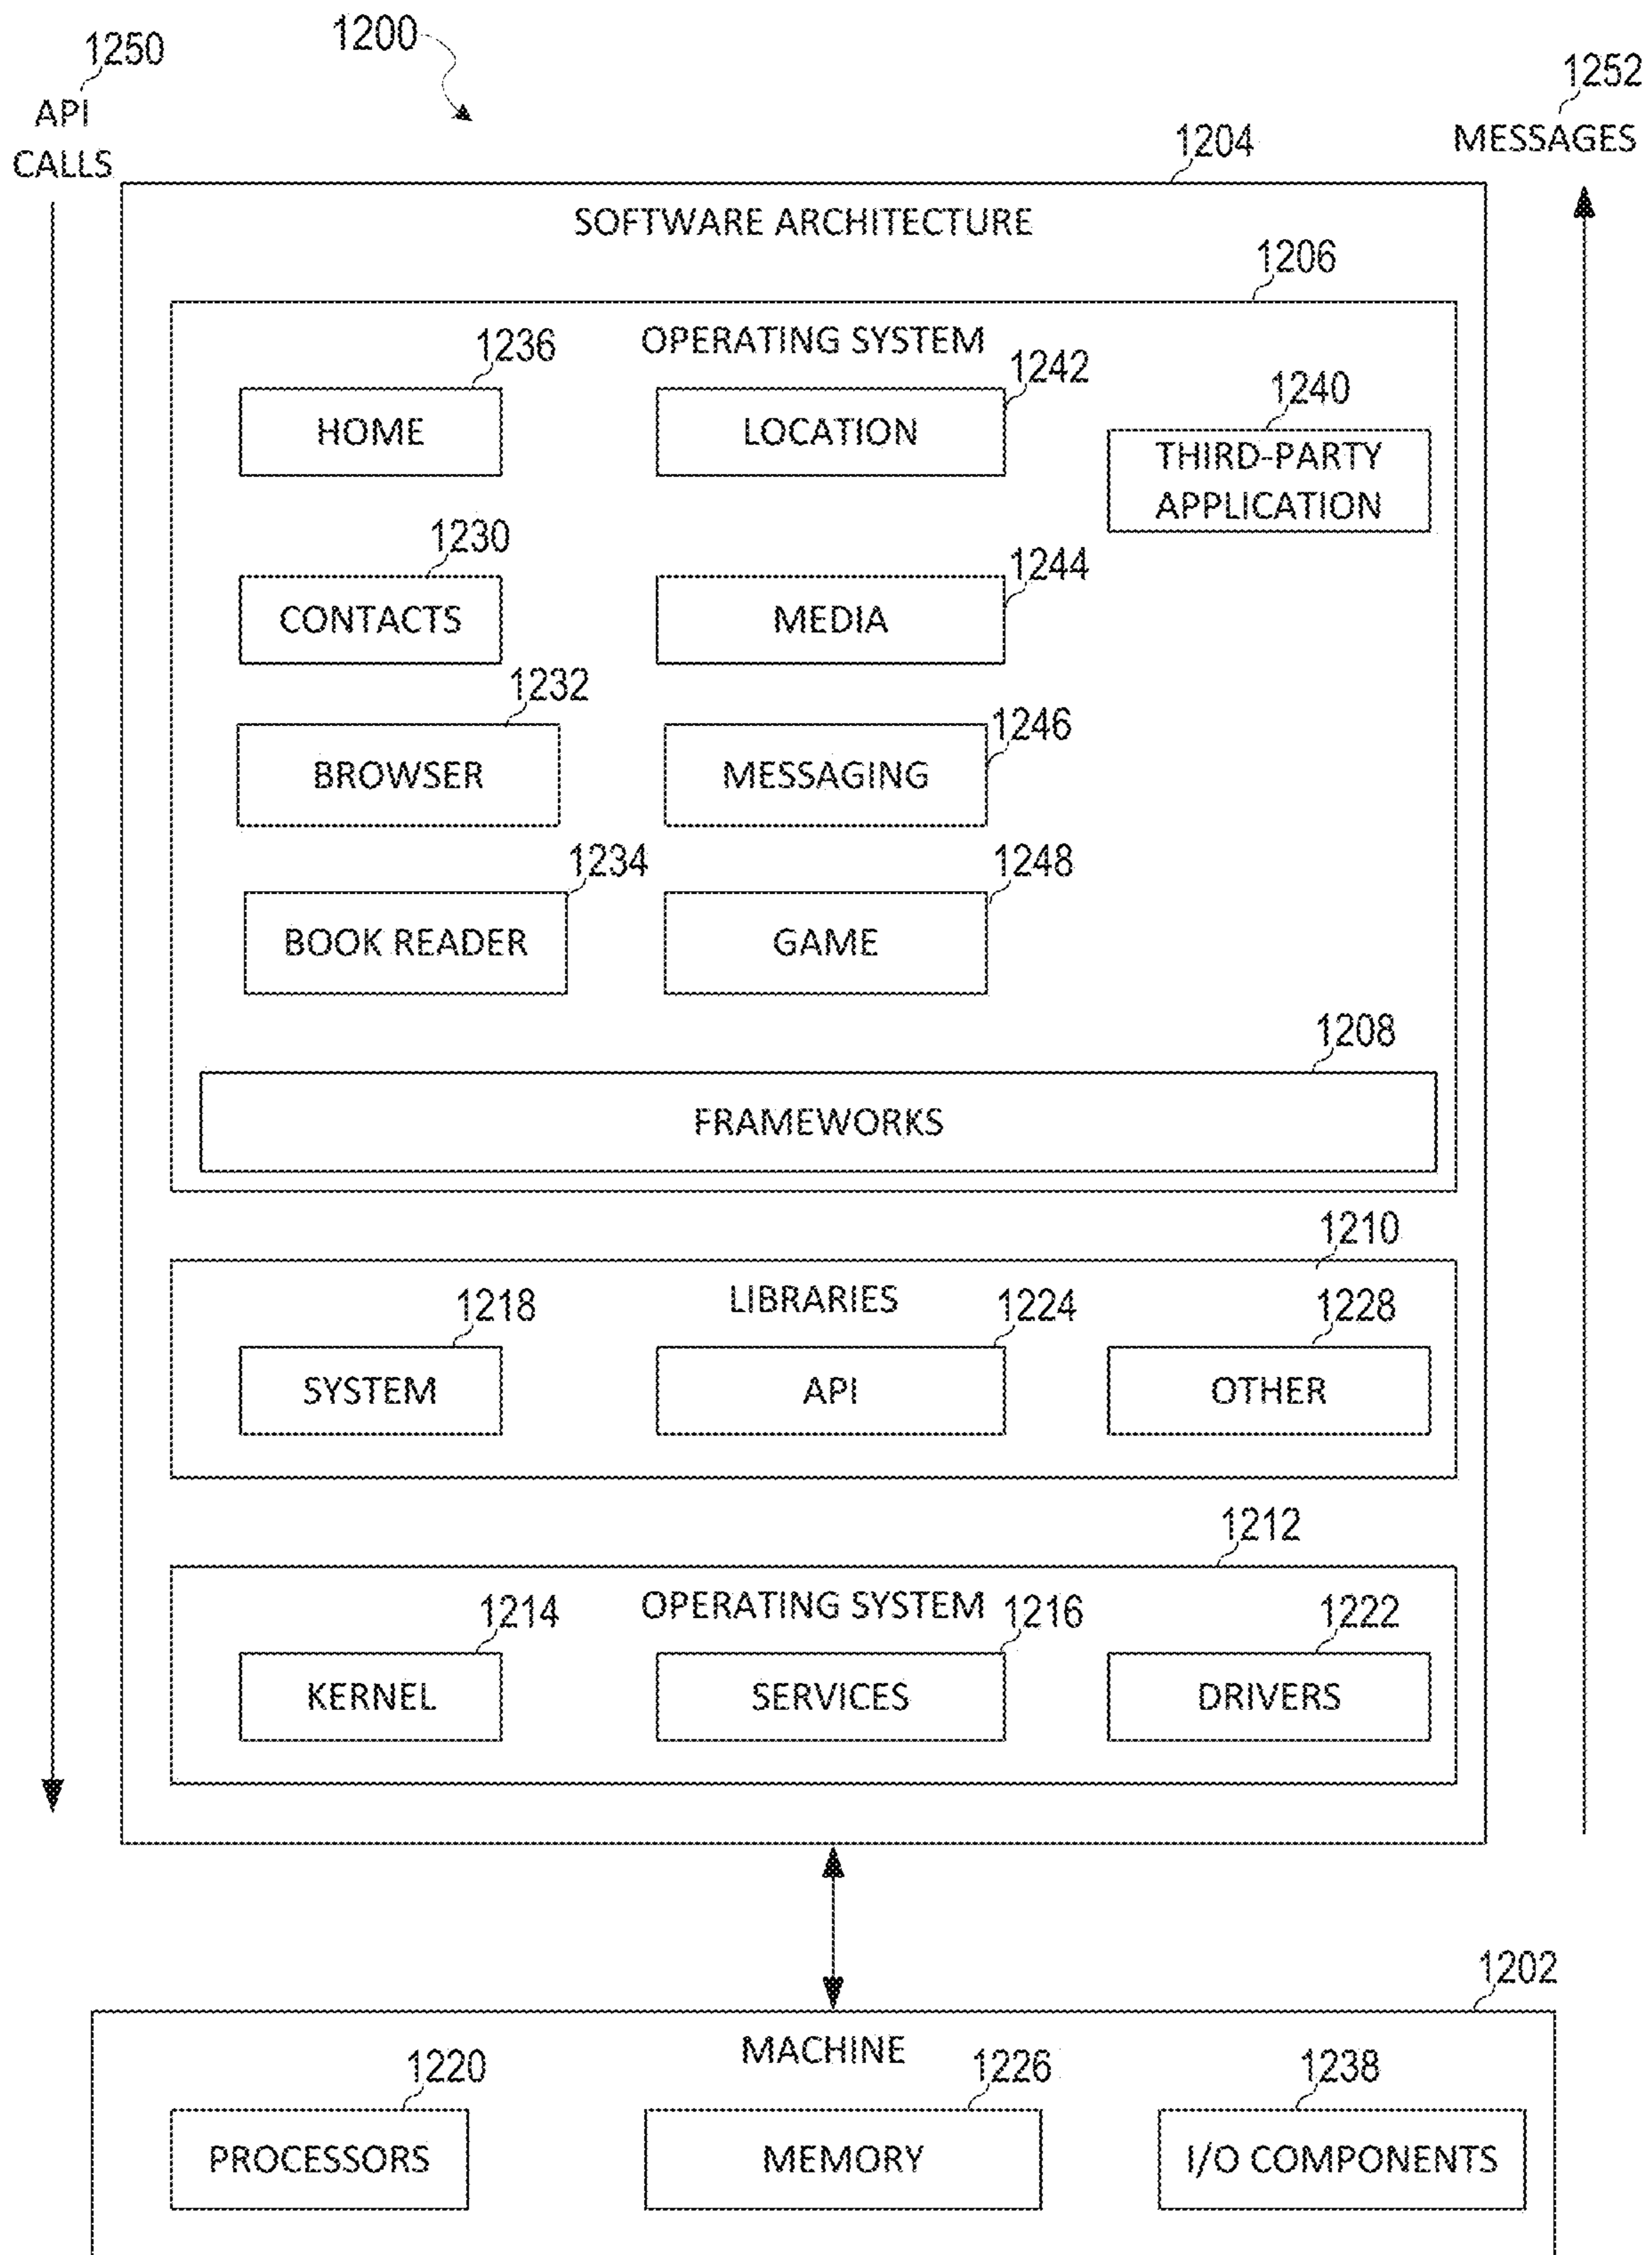 1250
1200
1252
API
CALLS
MESSAGES
1204
SOFTWARE ARCHITECTURE
1206
OPERATING SYSTEM
1236
1242
1240
HOME
LOCATION
THIRD-PARTY
APPLICATION
1230
1244
CONTACTS
MEDIA
1232
1246
BROWSER
MESSAGING
1234
1248
BOOK READER
GAME
1208
FRAMEWORKS
1210
LIBRARIES
1218
1224
1228
SYSTEM
API
OTHER
1212
OPERATING SYSTEM
1214
1216
1222
KERNEL
SERVICES
DRIVERS
1202
MACHINE
1220
1226
1238
PROCESSORS
MEMORY
I/O COMPONENTS